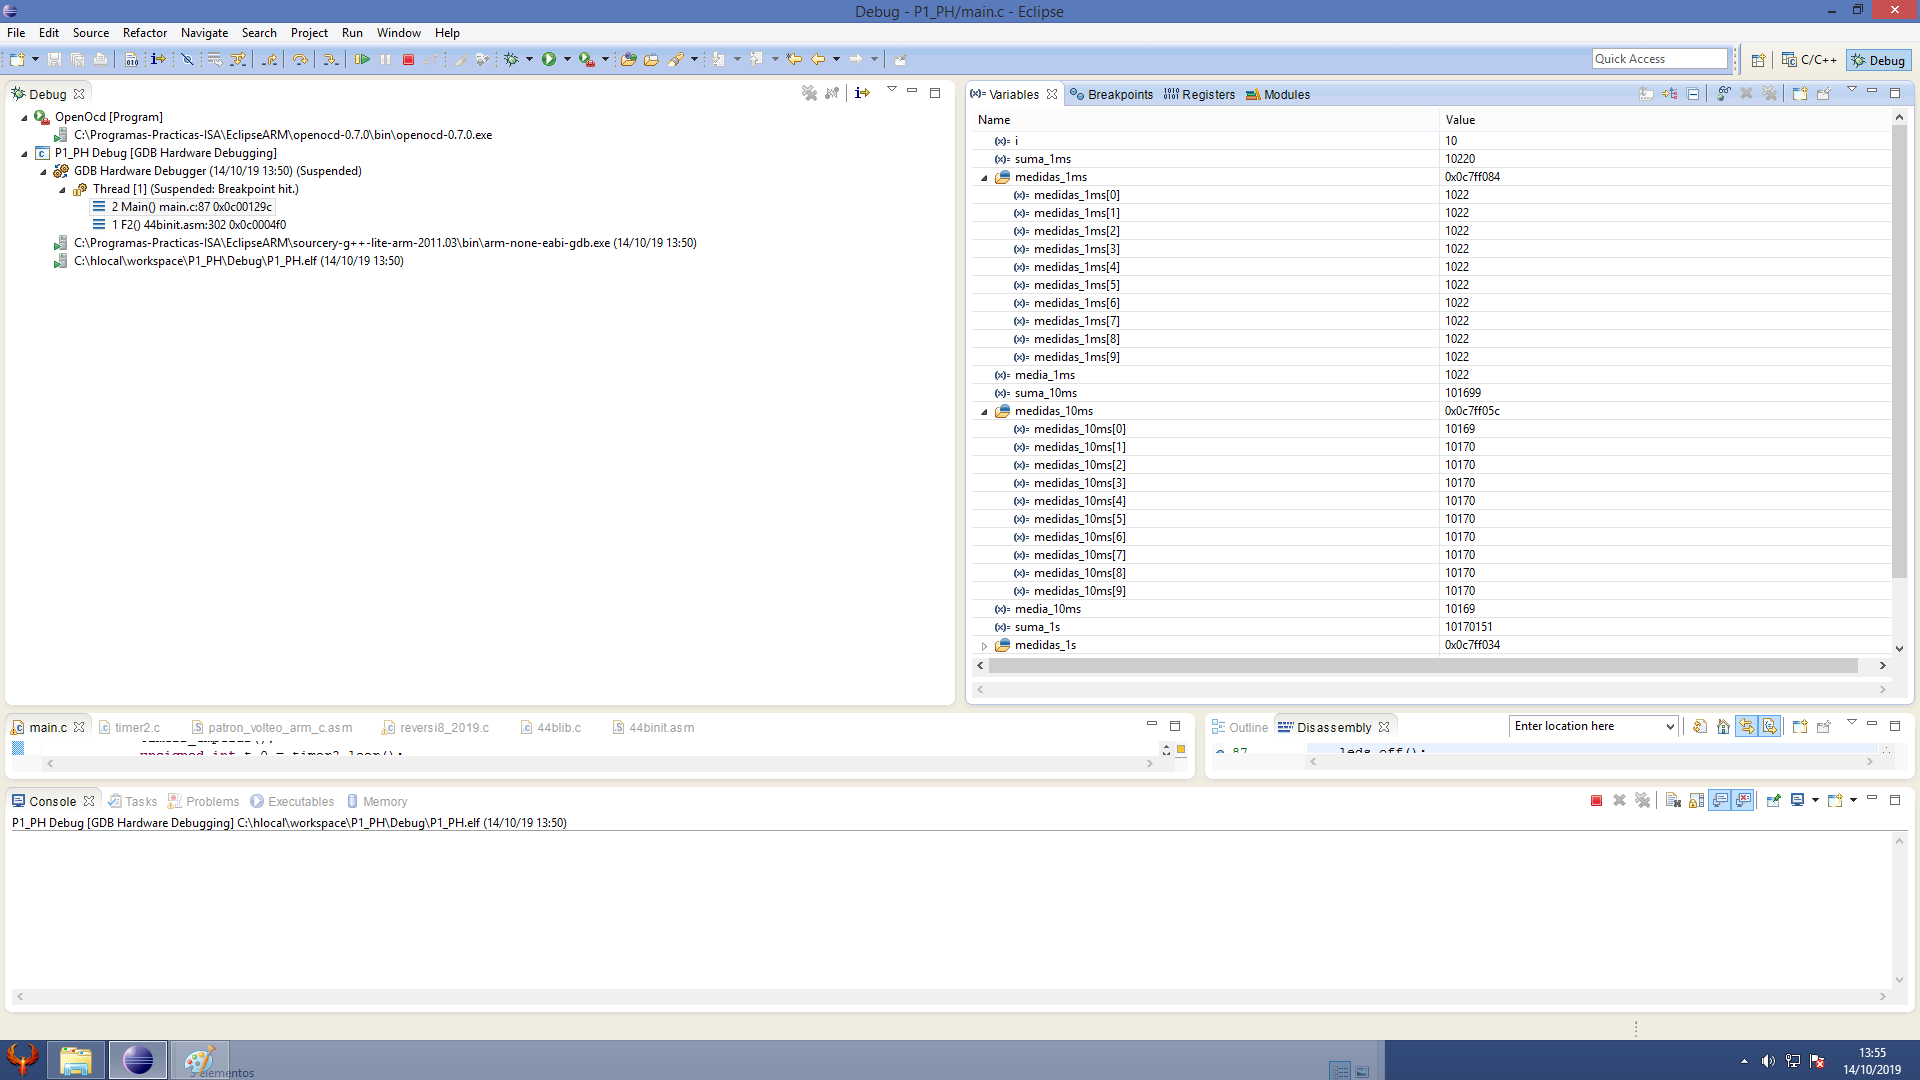 Debug - P1_PH/main.c - Eclipse
File Edit Source Refactor Navigate Search Project Run Window Help
Quick Access
C/C++
Debug
Debug
OpenOcd [Program]
C:\Programas-Practicas-ISA\EclipseARM\openocd-0.7.0\bin\openocd-0.7.0.exe
P1_PH Debug [GDB Hardware Debugging]
GDB Hardware Debugger (14/10/19 13:50) (Suspended)
Thread [1] (Suspended: Breakpoint hit.)
2 Main() main.c:87 0x0c00129c
1 F2() 44binit.asm:302 0x0c0004f0
C:\Programas-Practicas-ISA\EclipseARM\sourcery-g++-lite-arm-2011.03\bin\arm-none-eabi-gdb.exe (14/10/19 13:50)
C:\hlocal\workspace\P1_PH\Debug\P1_PH.elf (14/10/19 13:50)
(x)= Variables Breakpoints Registers Modules
Name Value
(x)= i 10
(x)= suma_1ms 10220
medidas_1ms 0x0c7ff084
(x)= medidas_1ms[0] 1022
(x)= medidas_1ms[1] 1022
(x)= medidas_1ms[2] 1022
(x)= medidas_1ms[3] 1022
(x)= medidas_1ms[4] 1022
(x)= medidas_1ms[5] 1022
(x)= medidas_1ms[6] 1022
(x)= medidas_1ms[7] 1022
(x)= medidas_1ms[8] 1022
(x)= medidas_1ms[9] 1022
(x)= media_1ms 1022
(x)= suma_10ms 101699
medidas_10ms 0x0c7ff05c
(x)= medidas_10ms[0] 10169
(x)= medidas_10ms[1] 10170
(x)= medidas_10ms[2] 10170
(x)= medidas_10ms[3] 10170
(x)= medidas_10ms[4] 10170
(x)= medidas_10ms[5] 10170
(x)= medidas_10ms[6] 10170
(x)= medidas_10ms[7] 10170
(x)= medidas_10ms[8] 10170
(x)= medidas_10ms[9] 10170
(x)= media_10ms 10169
(x)= suma_1s 10170151
medidas_1s 0x0c7ff034
main.c timer2.c patron_volteo_arm_c.asm reversi8_2019.c 44blib.c 44binit.asm
unsigned int t_0 = timer2_leer();
Outline Disassembly
Enter location here
87 leds_off();
Console Tasks Problems Executables Memory
P1_PH Debug [GDB Hardware Debugging] C:\hlocal\workspace\P1_PH\Debug\P1_PH.elf (14/10/19 13:50)
elementos
13:55
14/10/2019